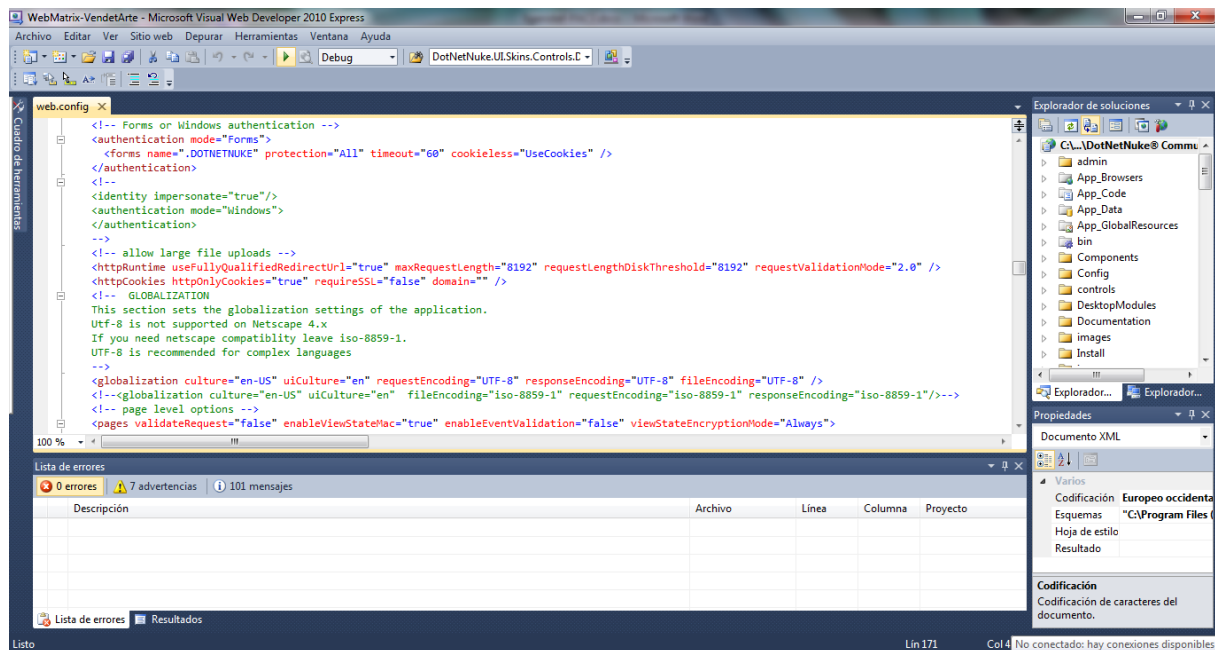 WebMatrix-VendetArte - Microsoft Visual Web Developer 2010 Express
Archivo Editar Ver Sitio web Depurar Herramientas Ventana Ayuda
Debug
DotNetNuke.UI.Skins.Controls.
Cuadro de herramientas
web.config
<!-- Forms or Windows authentication -->
<authentication mode="Forms">
<forms name=".DOTNETNUKE" protection="All" timeout="60" cookieless="UseCookies" />
</authentication>
<!--
<identity impersonate="true"/>
<authentication mode="Windows">
</authentication>
-->
<!-- allow large file uploads -->
<httpRuntime useFullyQualifiedRedirectUrl="true" maxRequestLength="8192" requestLengthDiskThreshold="8192" requestValidationMode="2.0" />
<httpCookies httpOnlyCookies="true" requireSSL="false" domain="" />
<!-- GLOBALIZATION
This section sets the globalization settings of the application.
Utf-8 is not supported on Netscape 4.x
If you need netscape compatiblity leave iso-8859-1.
UTF-8 is recommended for complex languages
-->
<globalization culture="en-US" uiCulture="en" requestEncoding="UTF-8" responseEncoding="UTF-8" fileEncoding="UTF-8" />
<!--<globalization culture="en-US" uiCulture="en" fileEncoding="iso-8859-1" requestEncoding="iso-8859-1" responseEncoding="iso-8859-1"/>-->
<!-- page level options -->
<pages validateRequest="false" enableViewStateMac="true" enableEventValidation="false" viewStateEncryptionMode="Always">
100 %
Explorador de soluciones
C:\...\DotNetNuke® Commu
admin
App_Browsers
App_Code
App_Data
App_GlobalResources
bin
Components
Config
controls
DesktopModules
Documentation
images
Install
Explorador... Explorador...
Propiedades
Documento XML
Varios
Codificación Europeo occidenta
Esquemas "C:\Program Files (
Hoja de estilo
Resultado
Codificación
Codificación de caracteres del
documento.
Lista de errores
0 errores 7 advertencias 101 mensajes
Descripción Archivo Línea Columna Proyecto
Lista de errores Resultados
Listo Lín 171 Col 4 No conectado: hay conexiones disponibles